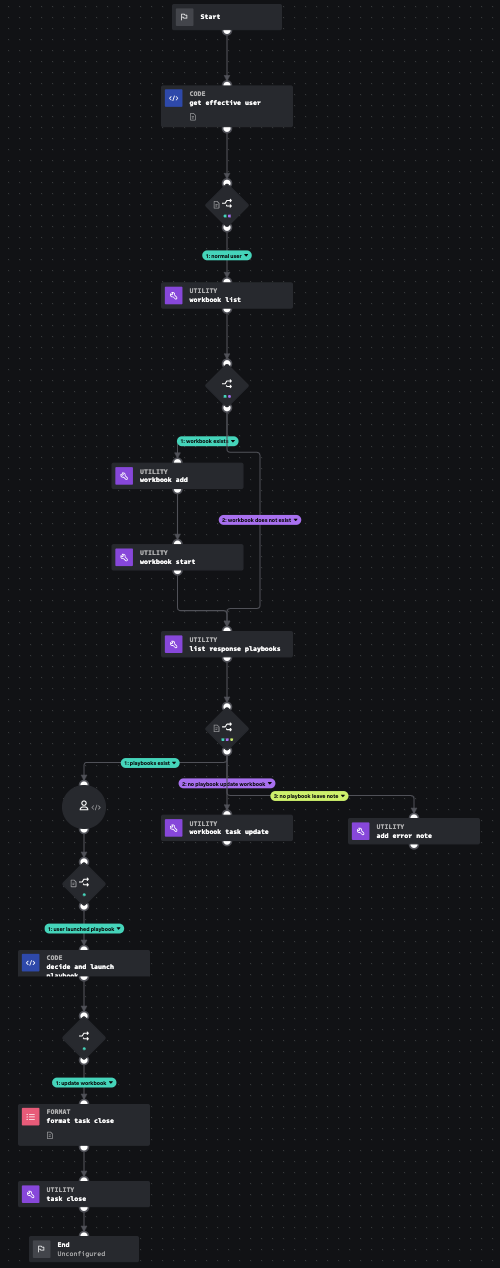 Start
CODE
get effective user
1: normal user
UTILITY
workbook list
1: workbook exists
UTILITY
workbook add
2: workbook does not exist
UTILITY
workbook start
UTILITY
list response playbooks
1: playbooks exist
2: no playbook update workbook
3: no playbook leave note
UTILITY
workbook task update
UTILITY
add error note
1: user launched playbook
CODE
decide and launch
playbook
1: update workbook
FORMAT
format task close
UTILITY
task close
End
Unconfigured